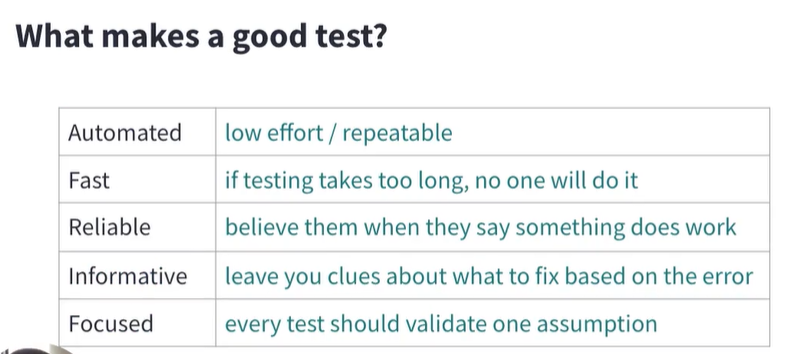 What makes a good test?
Automated low effort / repeatable
Fast if testing takes too long, no one will do it
Reliable believe them when they say something does work
Informative leave you clues about what to fix based on the error
Focused every test should validate one assumption